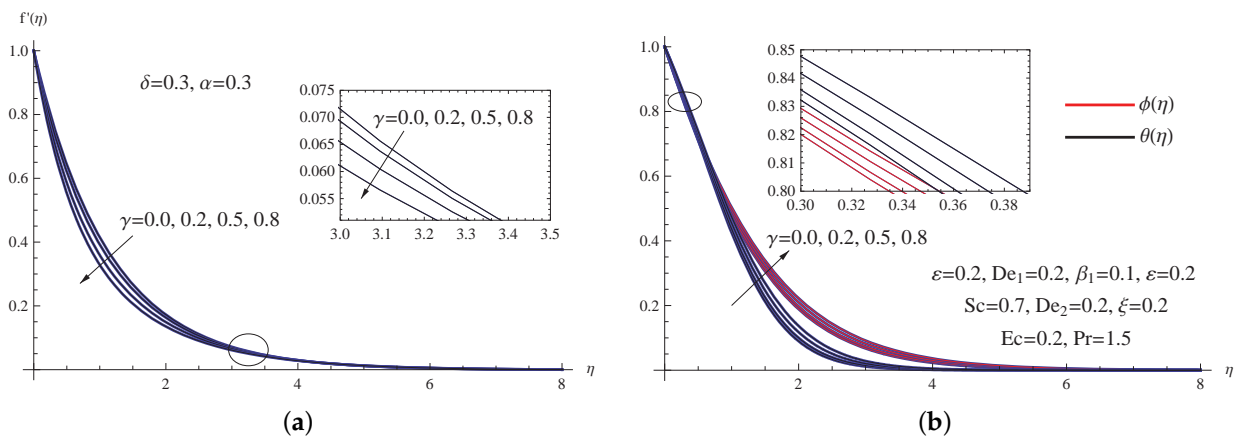 f'(η)
1.0
0.8
0.6
0.4
0.2
δ=0.3, α=0.3
γ=0.0, 0.2, 0.5, 0.8
0.075
0.070
0.065
0.060
0.055
γ=0.0, 0.2, 0.5, 0.8
3.0 3.1 3.2 3.3 3.4 3.5
2 4 6 8 η
(a)
1.0
0.8
0.6
0.4
0.2
0.85
0.84
0.83
0.82
0.81
0.80
0.30 0.32 0.34 0.36 0.38
ϕ(η)
θ(η)
γ=0.0, 0.2, 0.5, 0.8
ε=0.2, De₁=0.2, β₁=0.1, ε=0.2
Sc=0.7, De₂=0.2, ξ=0.2
Ec=0.2, Pr=1.5
2 4 6 8 η
(b)